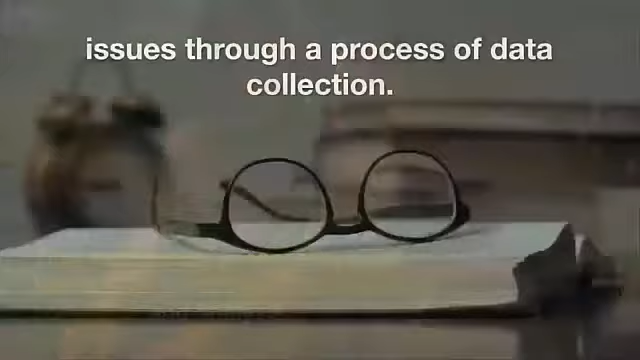 issues through a process of data
collection.